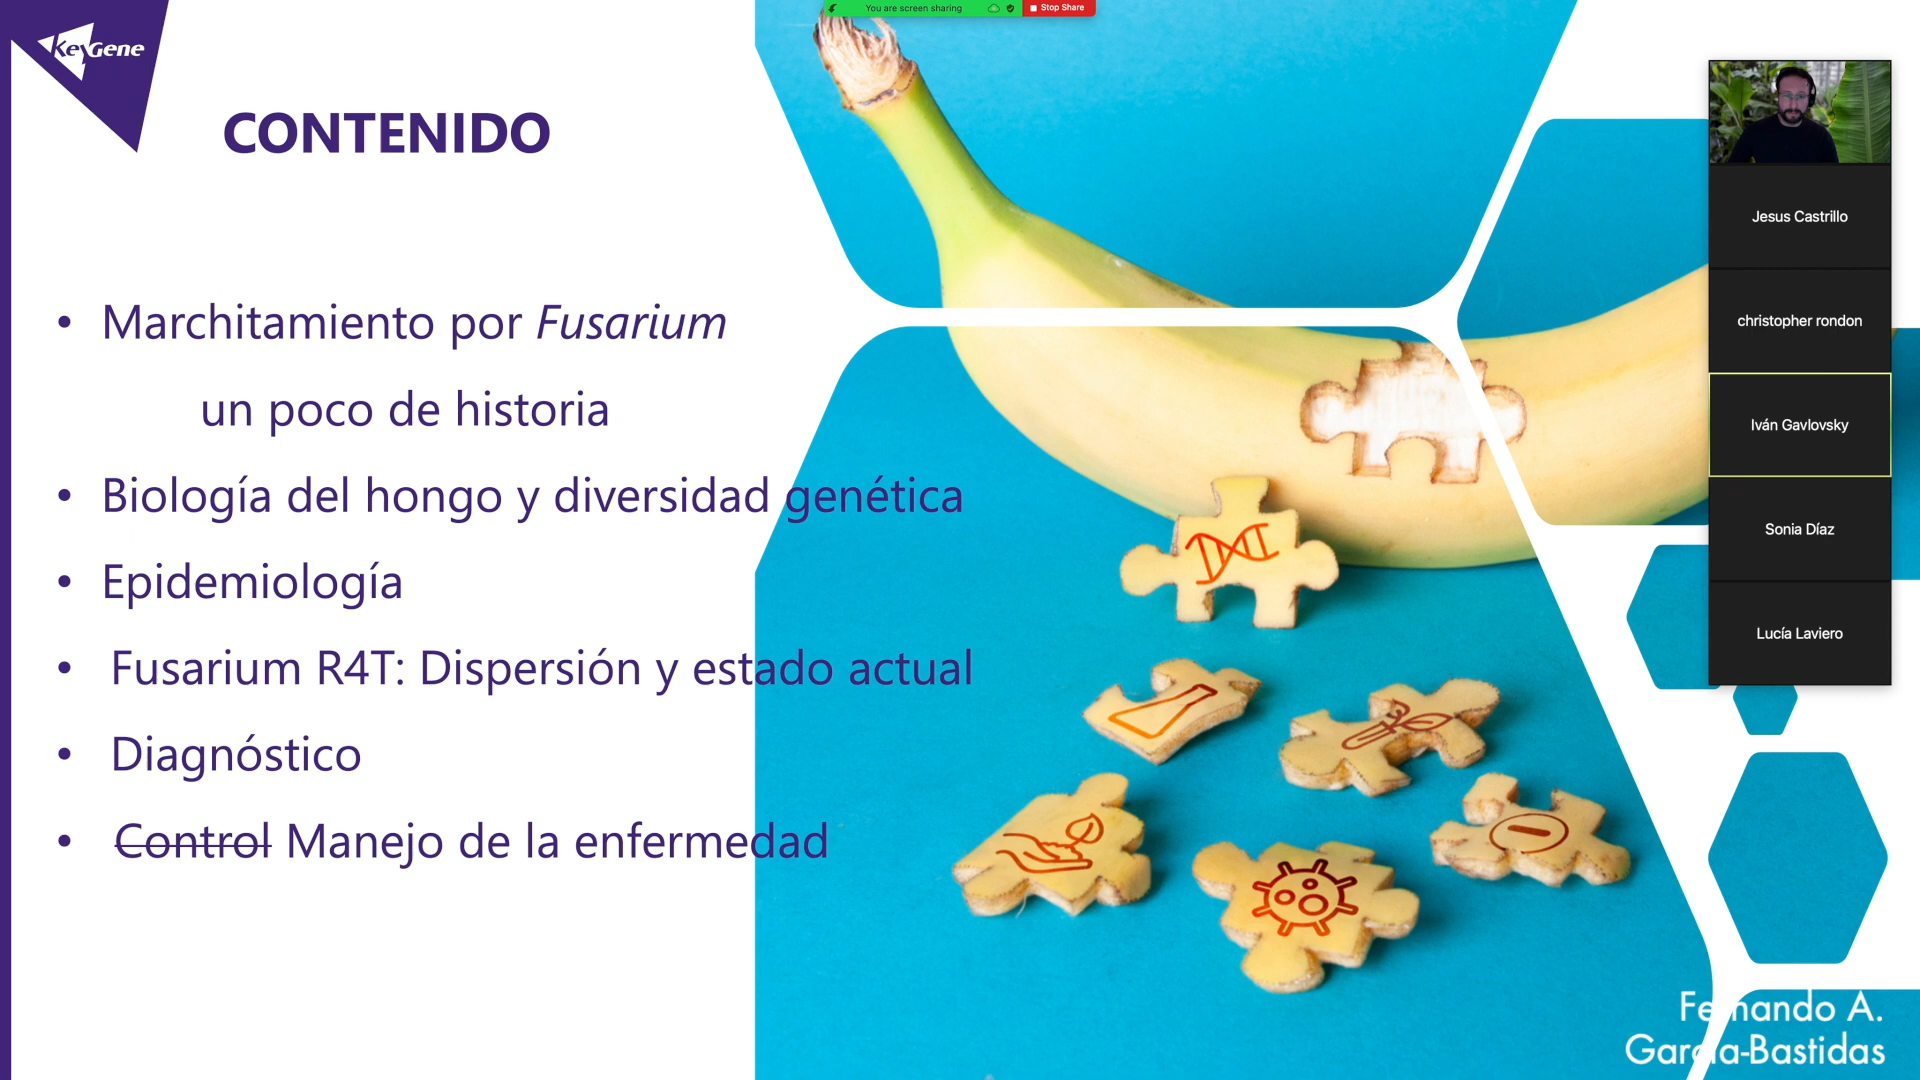 You are screen sharing
Stop Share
KeyGene
CONTENIDO
• Marchitamiento por Fusarium
un poco de historia
• Biología del hongo y diversidad genética
• Epidemiología
• Fusarium R4T: Dispersión y estado actual
• Diagnóstico
• Control Manejo de la enfermedad
Jesus Castrillo
christopher rondon
Iván Gavlovsky
Sonia Díaz
Lucía Laviero
Fernando A.
García-Bastidas